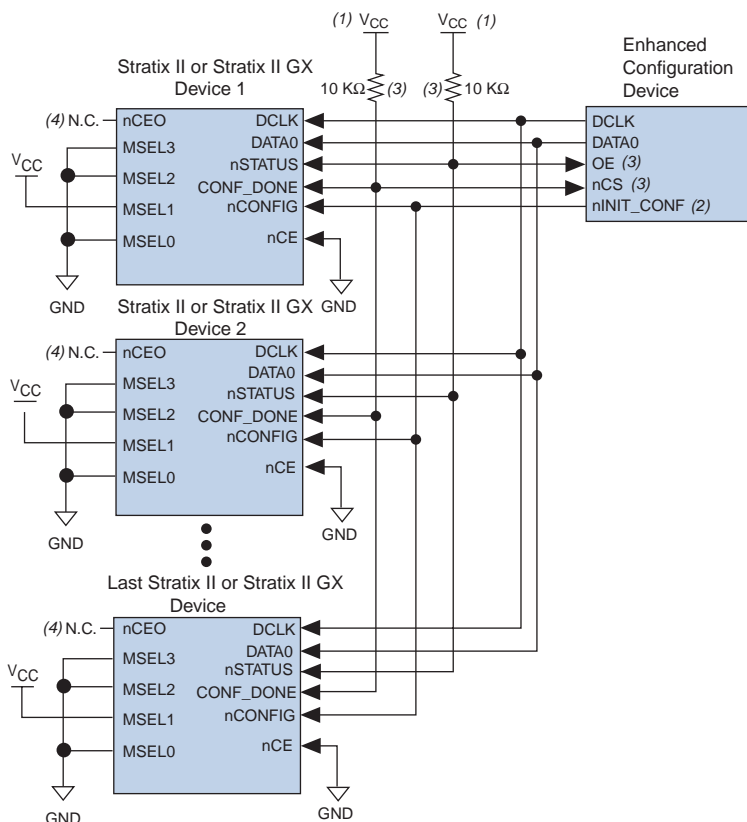 (1) VCC
VCC (1)
10 KΩ (3)
(3) 10 KΩ
Stratix II or Stratix II GX
Device 1
(4) N.C.
nCEO
MSEL3
MSEL2
MSEL1
MSEL0
VCC
GND
DCLK
DATA0
nSTATUS
CONF_DONE
nCONFIG
nCE
GND
Enhanced
Configuration
Device
DCLK
DATA0
OE (3)
nCS (3)
nINIT_CONF (2)
Stratix II or Stratix II GX
Device 2
(4) N.C.
nCEO
MSEL3
MSEL2
MSEL1
MSEL0
VCC
GND
DCLK
DATA0
nSTATUS
CONF_DONE
nCONFIG
nCE
GND
Last Stratix II or Stratix II GX
Device
(4) N.C.
nCEO
MSEL3
MSEL2
MSEL1
MSEL0
VCC
GND
DCLK
DATA0
nSTATUS
CONF_DONE
nCONFIG
nCE
GND